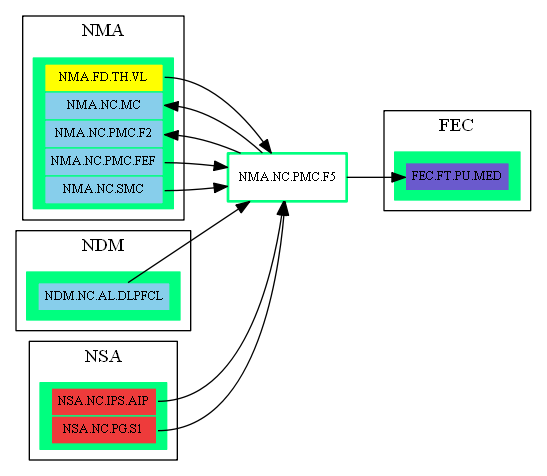 NMA
NMA.FD.TH.VL
NMA.NC.MC
NMA.NC.PMC.F2
NMA.NC.PMC.FEF
NMA.NC.SMC
NMA.NC.PMC.F5
FEC
FEC.FT.PU.MED
NDM
NDM.NC.AL.DLPFCL
NSA
NSA.NC.IPS.AIP
NSA.NC.PG.S1